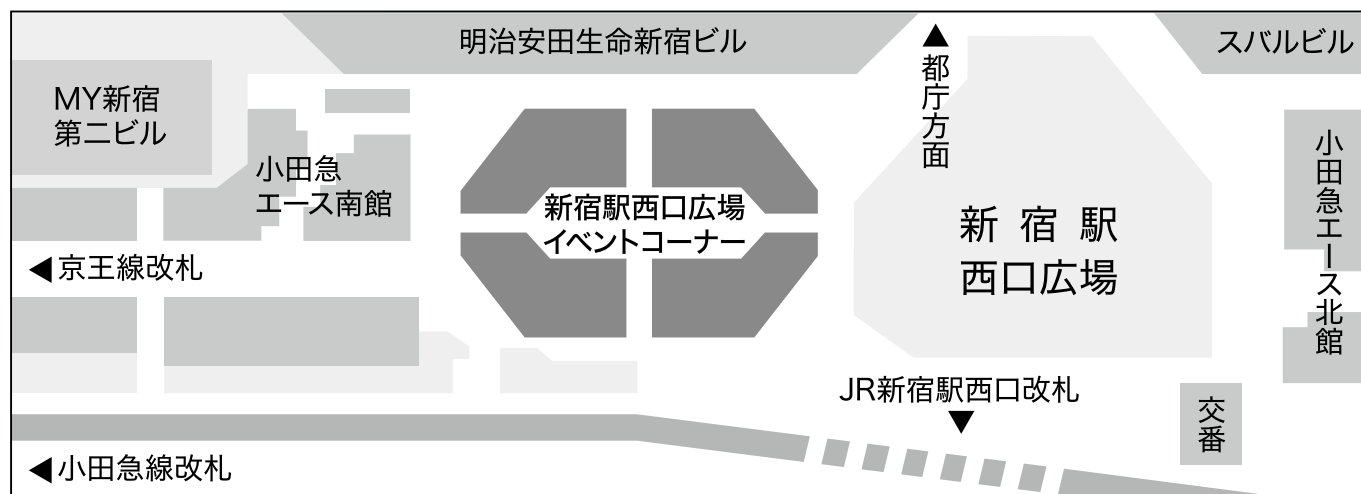 明治安田生命新宿ビル
スバルビル
▲
都庁方面
MY新宿
第二ビル
小田急
エース南館
新宿駅西口広場
イベントコーナー
新宿駅
西口広場
小田急エース北館
◀京王線改札
JR新宿駅西口改札
▼
交番
◀小田急線改札